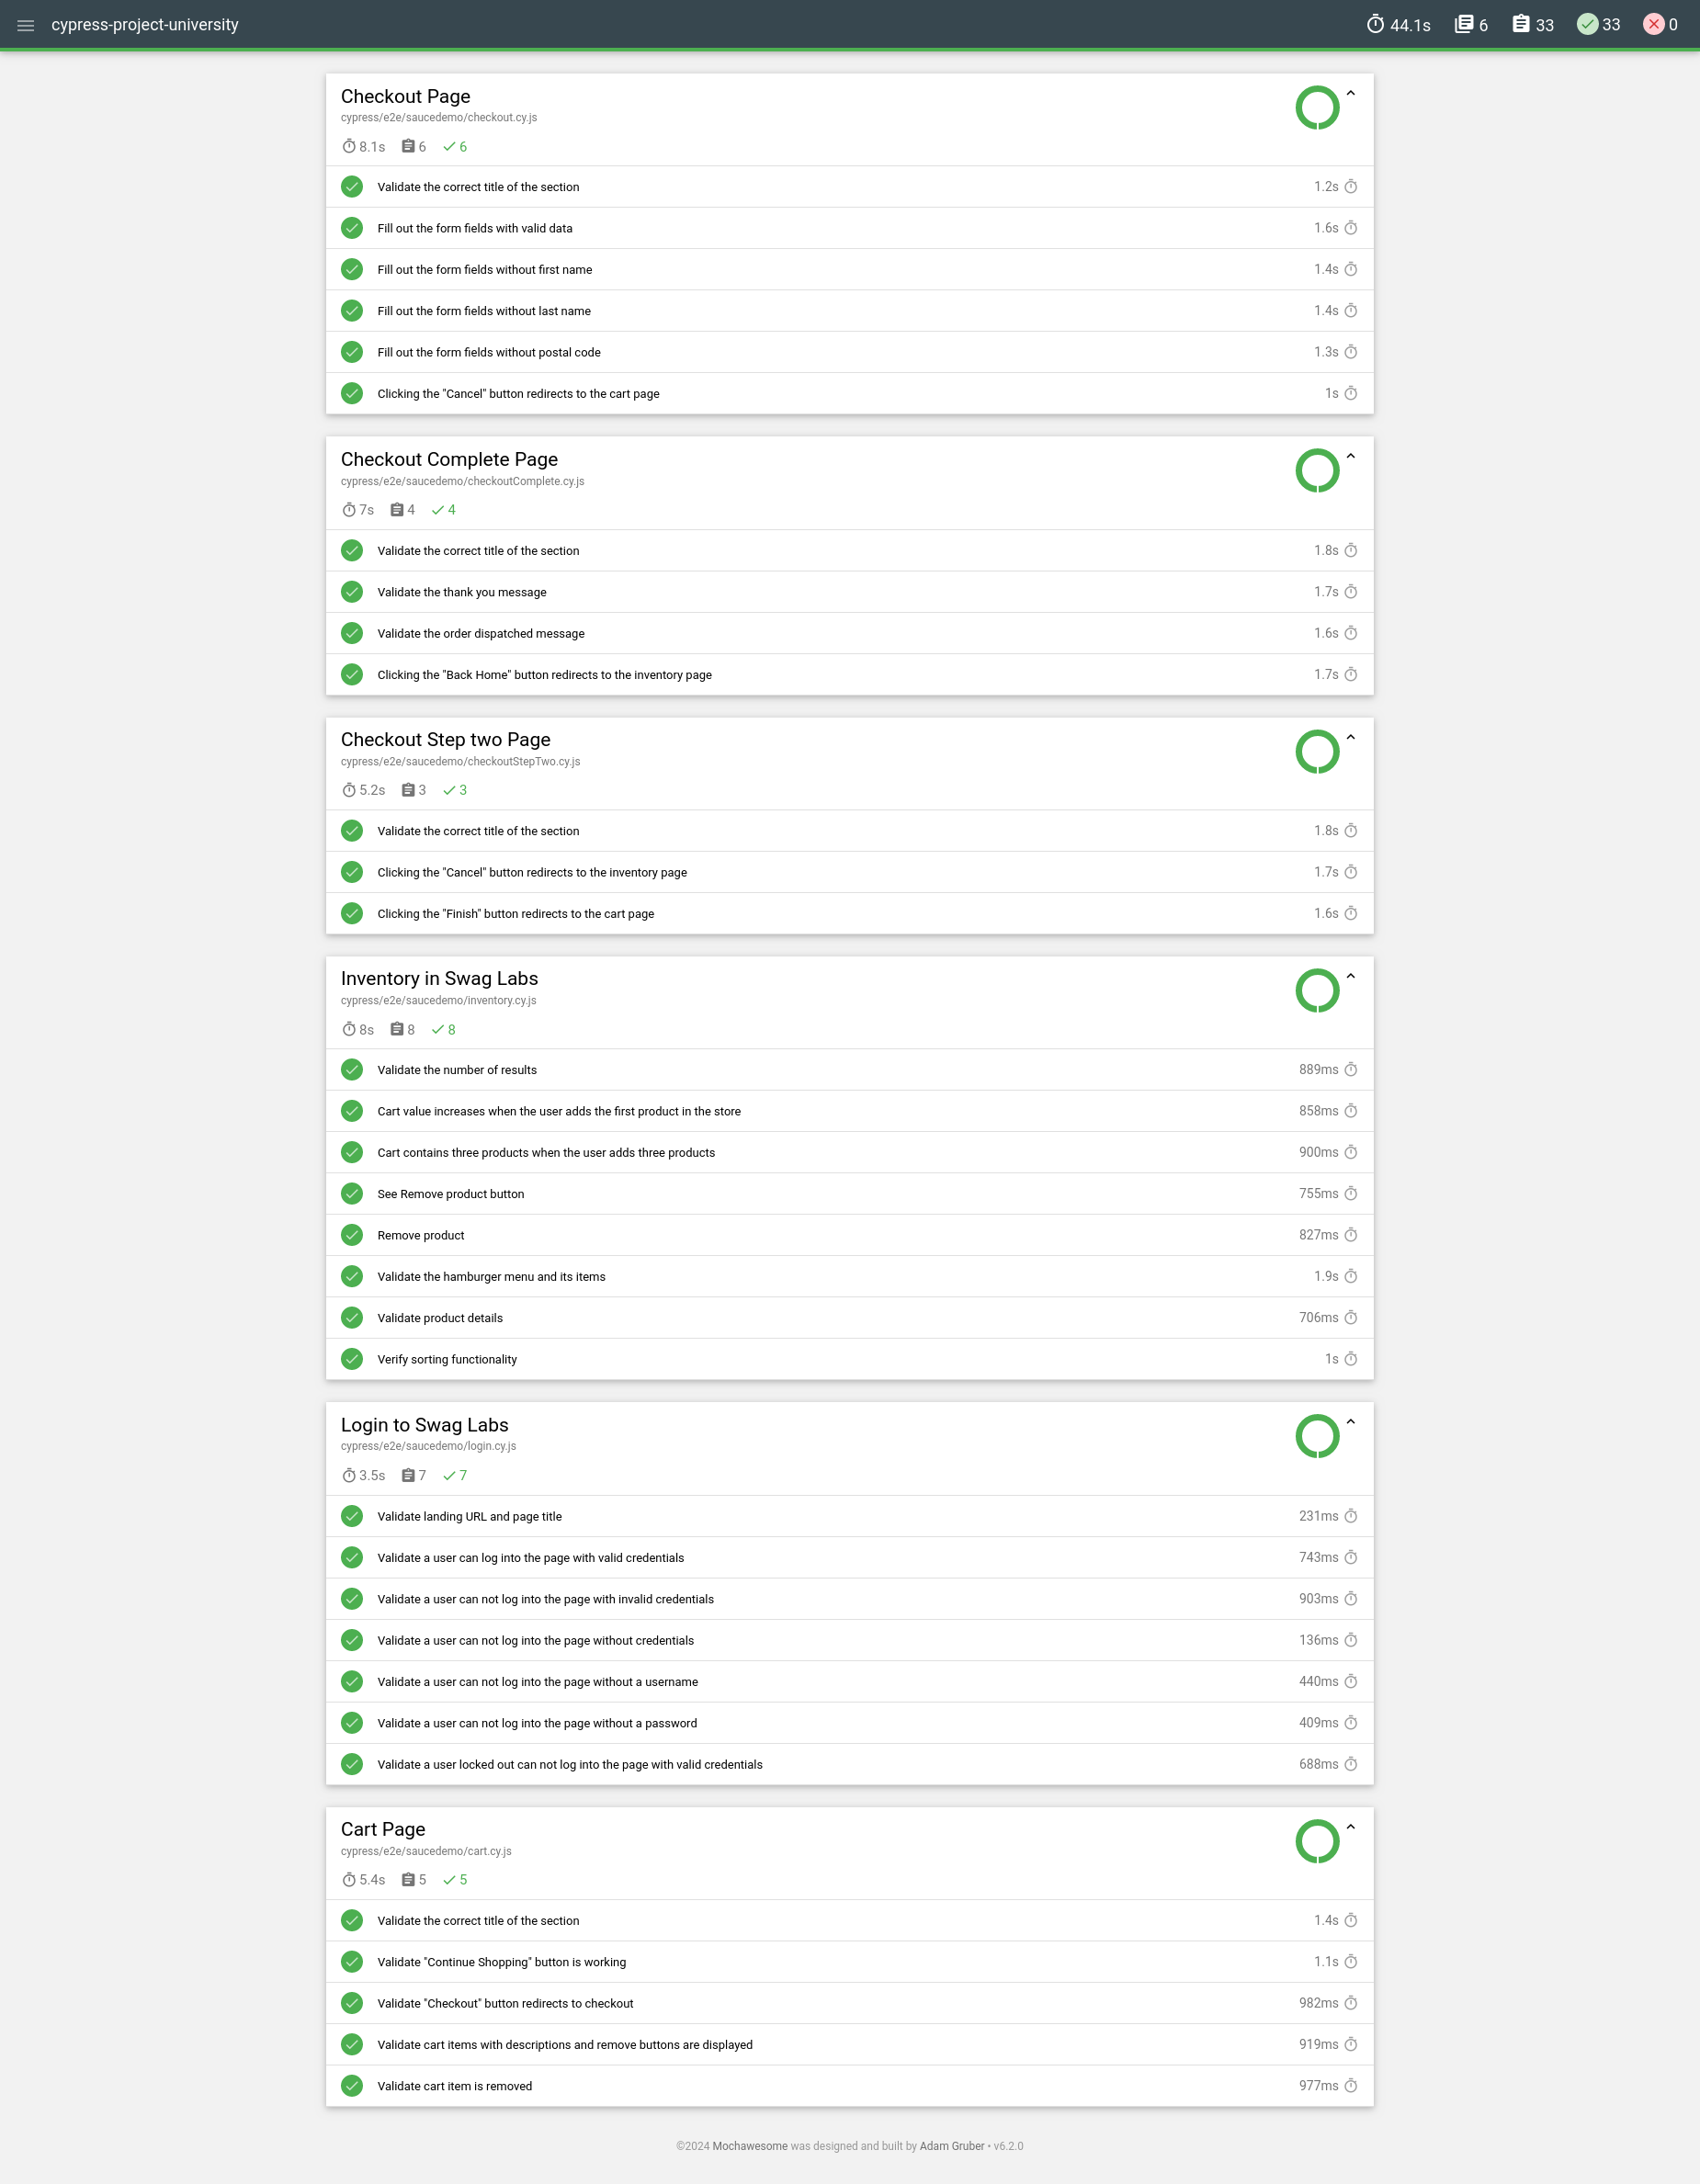 cypress-project-university 44.1s 6 33 33 0
Checkout Page
cypress/e2e/saucedemo/checkout.cy.js
8.1s 6 6
Validate the correct title of the section 1.2s
Fill out the form fields with valid data 1.6s
Fill out the form fields without first name 1.4s
Fill out the form fields without last name 1.4s
Fill out the form fields without postal code 1.3s
Clicking the "Cancel" button redirects to the cart page 1s
Checkout Complete Page
cypress/e2e/saucedemo/checkoutComplete.cy.js
7s 4 4
Validate the correct title of the section 1.8s
Validate the thank you message 1.7s
Validate the order dispatched message 1.6s
Clicking the "Back Home" button redirects to the inventory page 1.7s
Checkout Step two Page
cypress/e2e/saucedemo/checkoutStepTwo.cy.js
5.2s 3 3
Validate the correct title of the section 1.8s
Clicking the "Cancel" button redirects to the inventory page 1.7s
Clicking the "Finish" button redirects to the cart page 1.6s
Inventory in Swag Labs
cypress/e2e/saucedemo/inventory.cy.js
8s 8 8
Validate the number of results 889ms
Cart value increases when the user adds the first product in the store 858ms
Cart contains three products when the user adds three products 900ms
See Remove product button 755ms
Remove product 827ms
Validate the hamburger menu and its items 1.9s
Validate product details 706ms
Verify sorting functionality 1s
Login to Swag Labs
cypress/e2e/saucedemo/login.cy.js
3.5s 7 7
Validate landing URL and page title 231ms
Validate a user can log into the page with valid credentials 743ms
Validate a user can not log into the page with invalid credentials 903ms
Validate a user can not log into the page without credentials 136ms
Validate a user can not log into the page without a username 440ms
Validate a user can not log into the page without a password 409ms
Validate a user locked out can not log into the page with valid credentials 688ms
Cart Page
cypress/e2e/saucedemo/cart.cy.js
5.4s 5 5
Validate the correct title of the section 1.4s
Validate "Continue Shopping" button is working 1.1s
Validate "Checkout" button redirects to checkout 982ms
Validate cart items with descriptions and remove buttons are displayed 919ms
Validate cart item is removed 977ms
©2024 Mochawesome was designed and built by Adam Gruber • v6.2.0